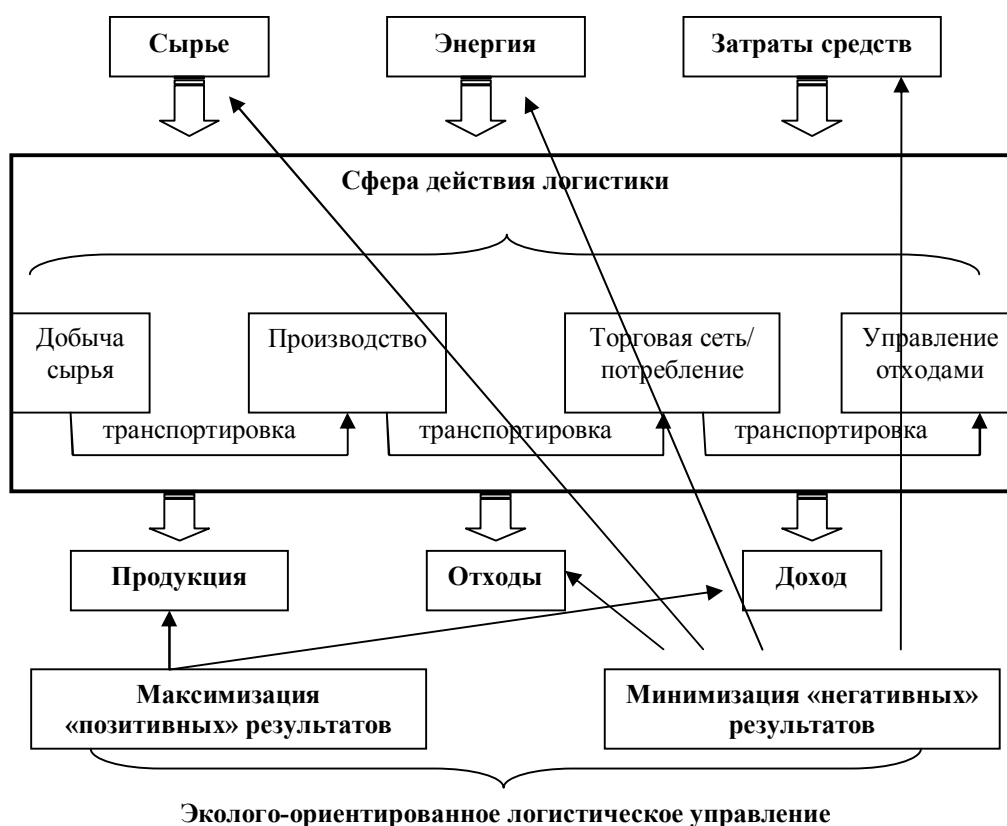 Сырье
Энергия
Затраты средств
Сфера действия логистики
Добыча
сырья
Производство
Торговая сеть/
потребление
Управление
отходами
транспортировка
транспортировка
транспортировка
Продукция
Отходы
Доход
Максимизация
«позитивных» результатов
Минимизация «негативных»
результатов
Эколого-ориентированное логистическое управление